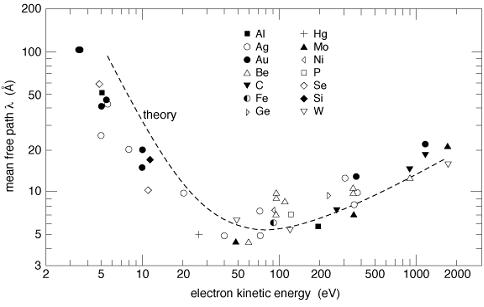 200
100
50
20
10
5
3
mean free path λ (Å)
theory
Al Hg
Ag Mo
Au Ni
Be P
C Se
Fe Si
Ge W
2 5 10 20 50 100 200 500 1000 2000
electron kinetic energy (eV)